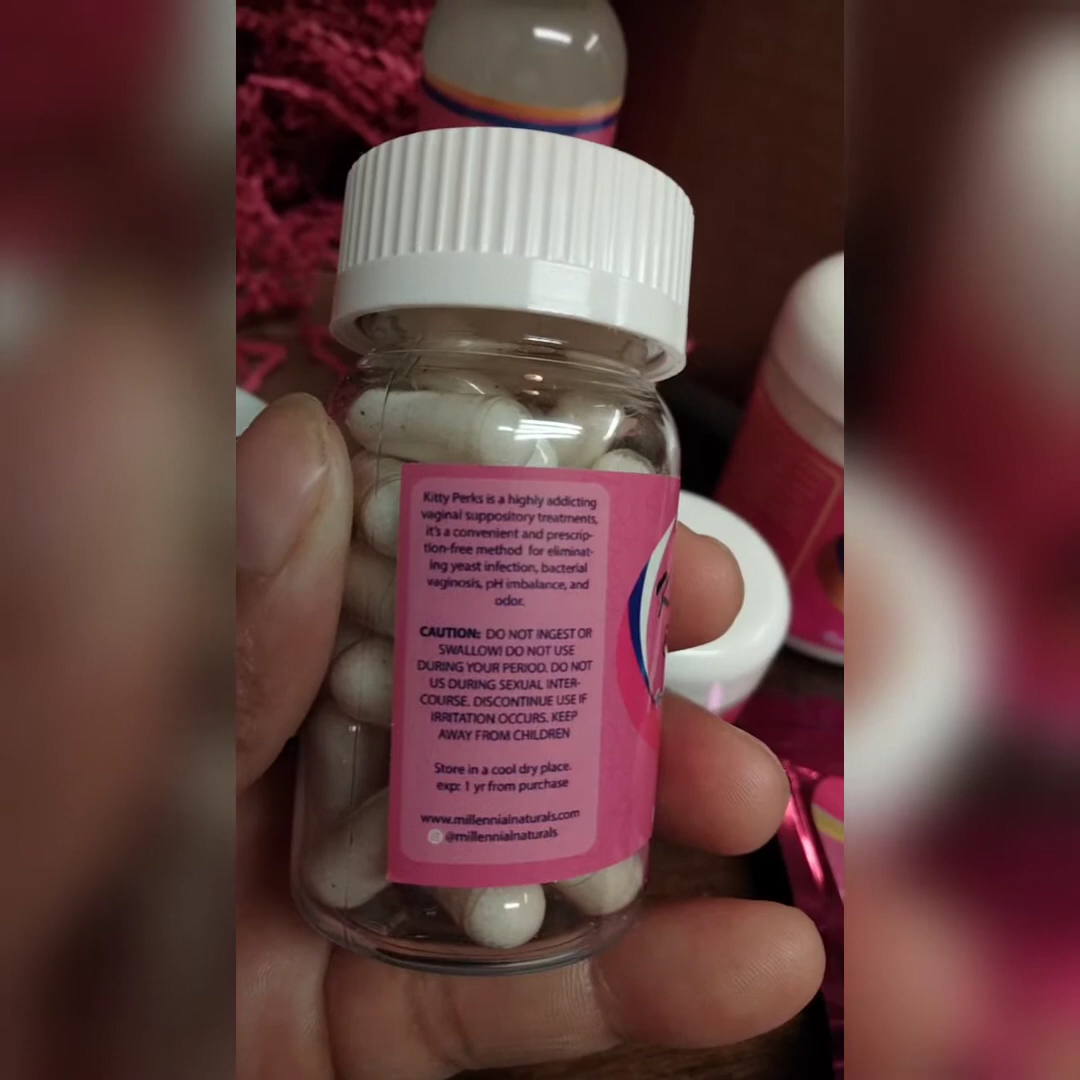 Kitty Perks is a highly addicting
vaginal suppository treatments,
it's a convenient and prescrip-
tion-free method for eliminat-
ing yeast infection, bacterial
vaginosis, pH imbalance, and
odor.
CAUTION: DO NOT INGEST OR
SWALLOW! DO NOT USE
DURING YOUR PERIOD. DO NOT
US DURING SEXUAL INTER-
COURSE. DISCONTINUE USE IF
IRRITATION OCCURS. KEEP
AWAY FROM CHILDREN
Store in a cool dry place.
exp: 1 yr from purchase
www.millennialnaturals.com
@millennialnaturals